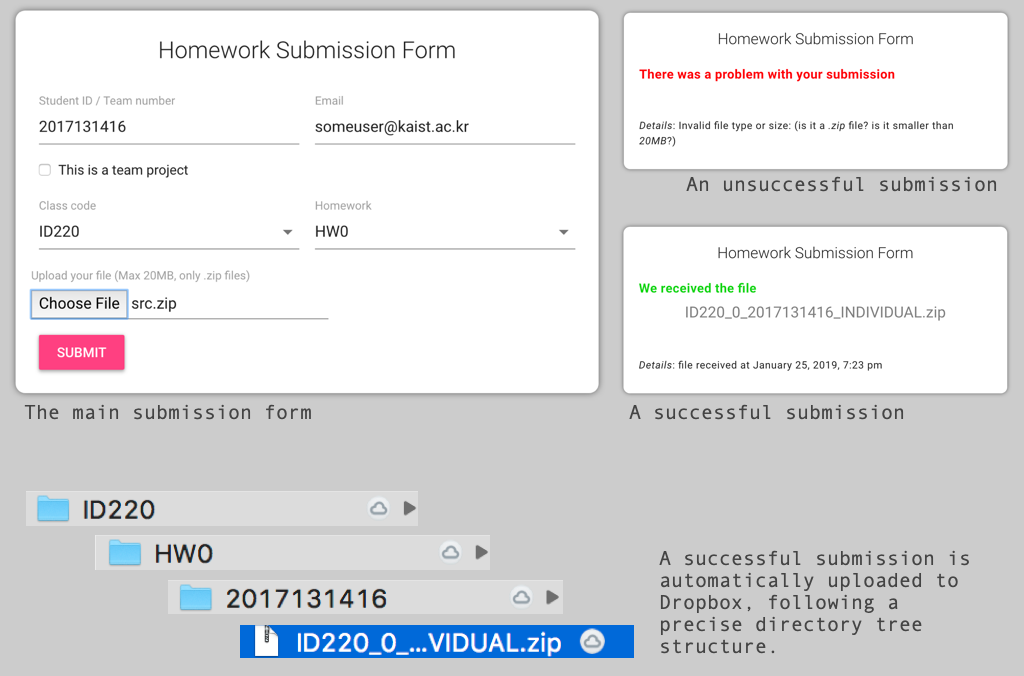 Homework Submission Form
Student ID / Team number
Email
2017131416
someuser@kaist.ac.kr
This is a team project
Class code
Homework
ID220
HW0
Upload your file (Max 20MB, only .zip files)
Choose File src.zip
SUBMIT
The main submission form
Homework Submission Form
There was a problem with your submission
Details: Invalid file type or size: (is it a .zip file? is it smaller than
20MB?)
An unsuccessful submission
Homework Submission Form
We received the file
ID220_0_2017131416_INDIVIDUAL.zip
Details: file received at January 25, 2019, 7:23 pm
A successful submission
ID220
HW0
2017131416
ID220_0_...VIDUAL.zip
A successful submission is
automatically uploaded to
Dropbox, following a
precise directory tree
structure.